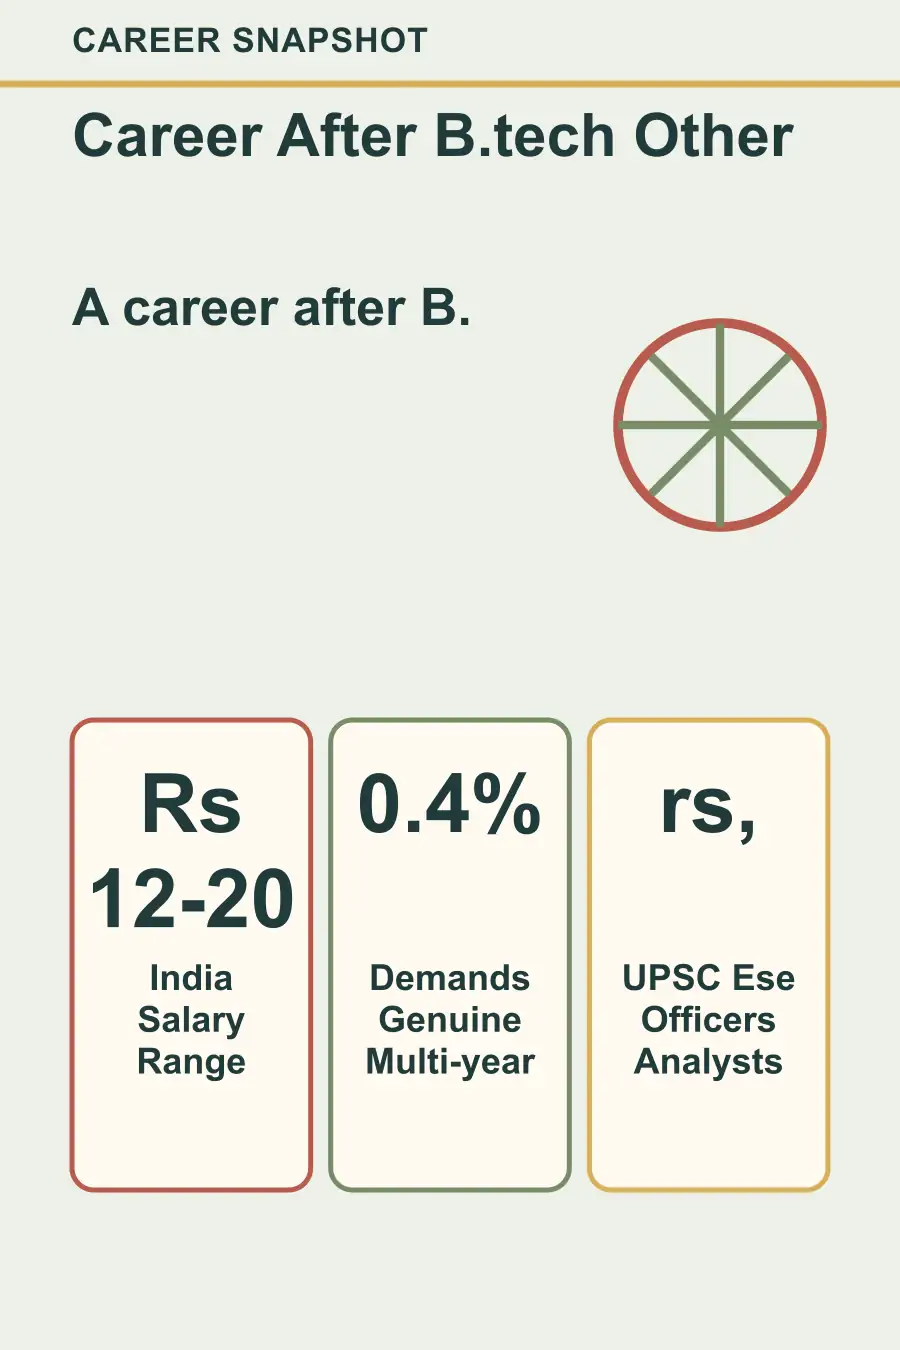 CAREER SNAPSHOT
Career After B.tech Other
A career after B.
Rs
12-20
India
Salary
Range
0.4%
Demands
Genuine
Multi-year
rs,
UPSC Ese
Officers
Analysts